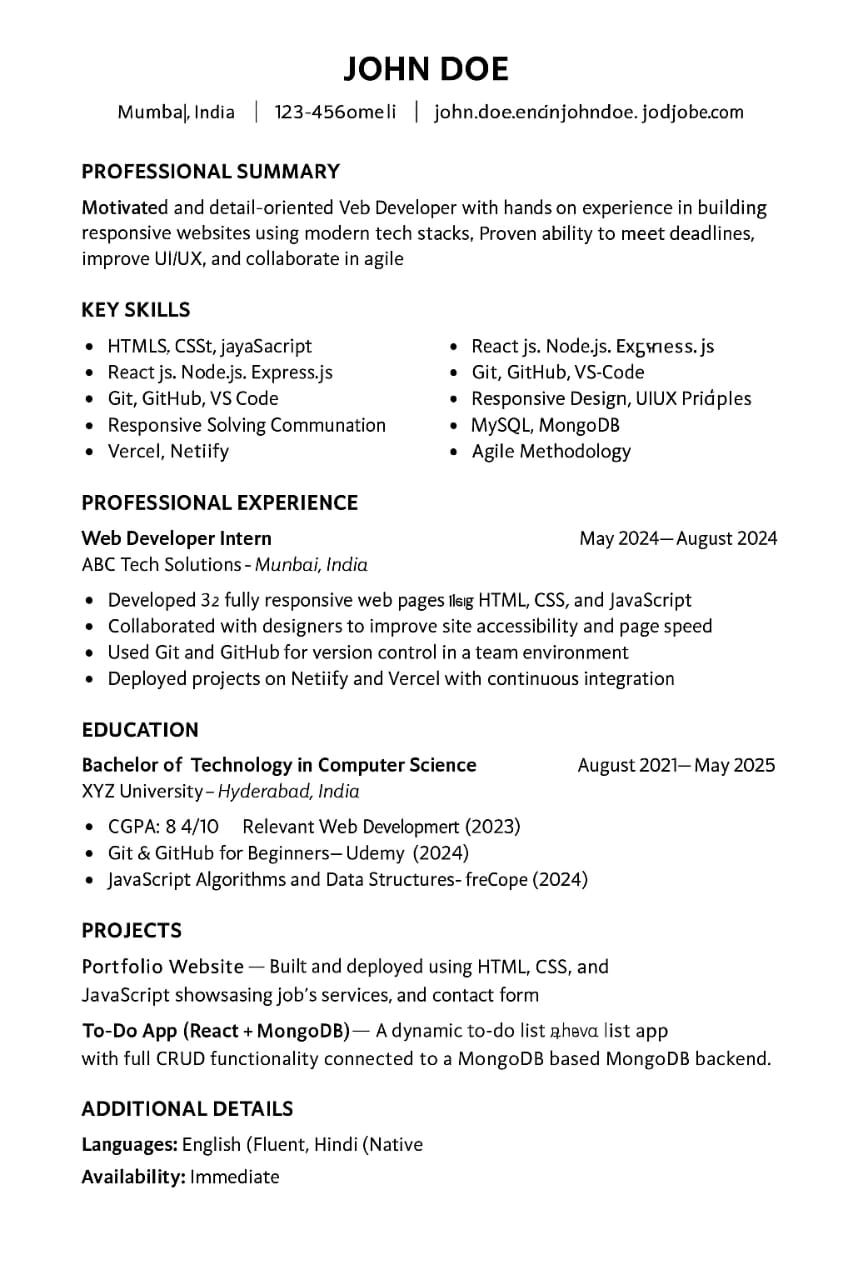 JOHN DOE
Mumbai, India | 123-456omeli | john.doe.enɑnjohndoe. jodjobe.com
PROFESSIONAL SUMMARY
Motivated and detail-oriented Veb Developer with hands on experience in building
responsive websites using modern tech stacks, Proven ability to meet deadlines,
improve UI/UX, and collaborate in agile
KEY SKILLS
• HTMLS, CSSt, jayaSacript
• React js. Node.js. Express.js
• Git, GitHub, VS Code
• Responsive Solving Communation
• Vercel, Netiify
• React js. Node.js.
• Git, GitHub, VS-Code
• Responsive Design, UIUX
• MySQL, MongoDB
• Agile Methodology
PROFESSIONAL EXPERIENCE
Web Developer Intern May 2024—August 2024
ABC Tech Solutions - Munbai, India
• Developed 32 fully responsive web pages HTML, CSS, and JavaScript
• Collaborated with designers to improve site accessibility and page speed
• Used Git and GitHub for version control in a team environment
• Deployed projects on Netiify and Vercel with continuous integration
EDUCATION
Bachelor of Technology in Computer Science August 2021—May 2025
XYZ University – Hyderabad, India
• CGPA: 8 4/10 Relevant Web Developmert (2023)
• Git & GitHub for Beginners—Udemy (2024)
• JavaScript Algorithms and Data Structures- freCope (2024)
PROJECTS
Portfolio Website — Built and deployed using HTML, CSS, and
JavaScript showsasing job's services, and contact form
To-Do App (React + MongoDB)— A dynamic to-do list list app
with full CRUD functionality connected to a MongoDB based MongoDB backend.
ADDITIONAL DETAILS
Languages: English (Fluent, Hindi (Native
Availability: Immediate